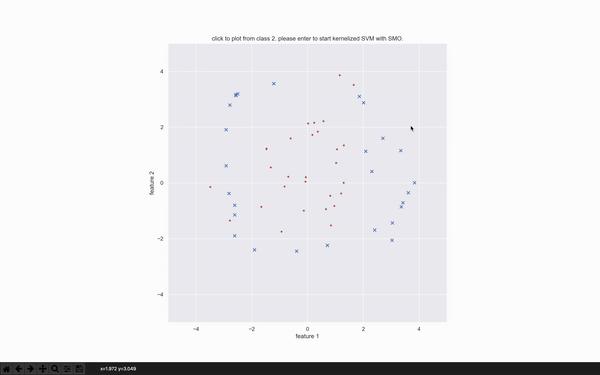 click to plot from class 2. please enter to start kernelized SVM with SMO.
4
2
0
−2
−4
feature 2
−4 −2 0 2 4
feature 1
x=1.972 y=3.049